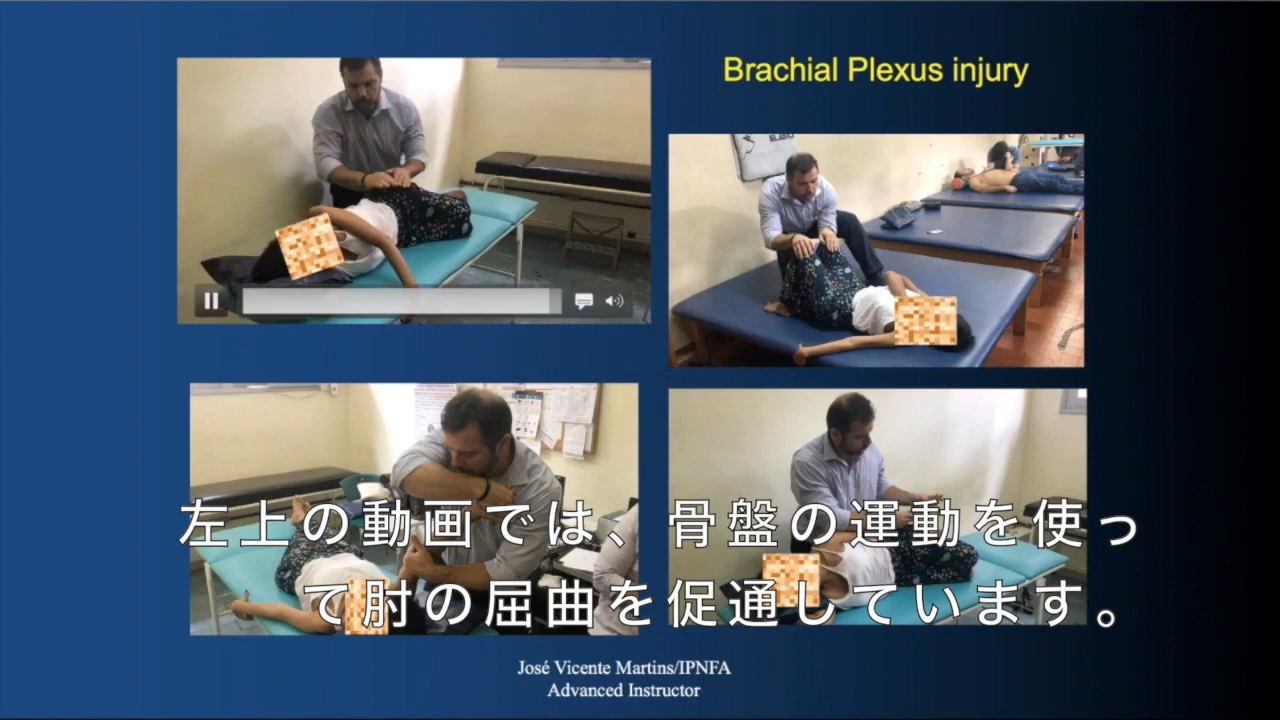 Brachial Plexus injury
左上の動画では、骨盤の運動を使っ
て肘の屈曲を促通しています。
José Vicente Martins/IPNFA
Advanced Instructor